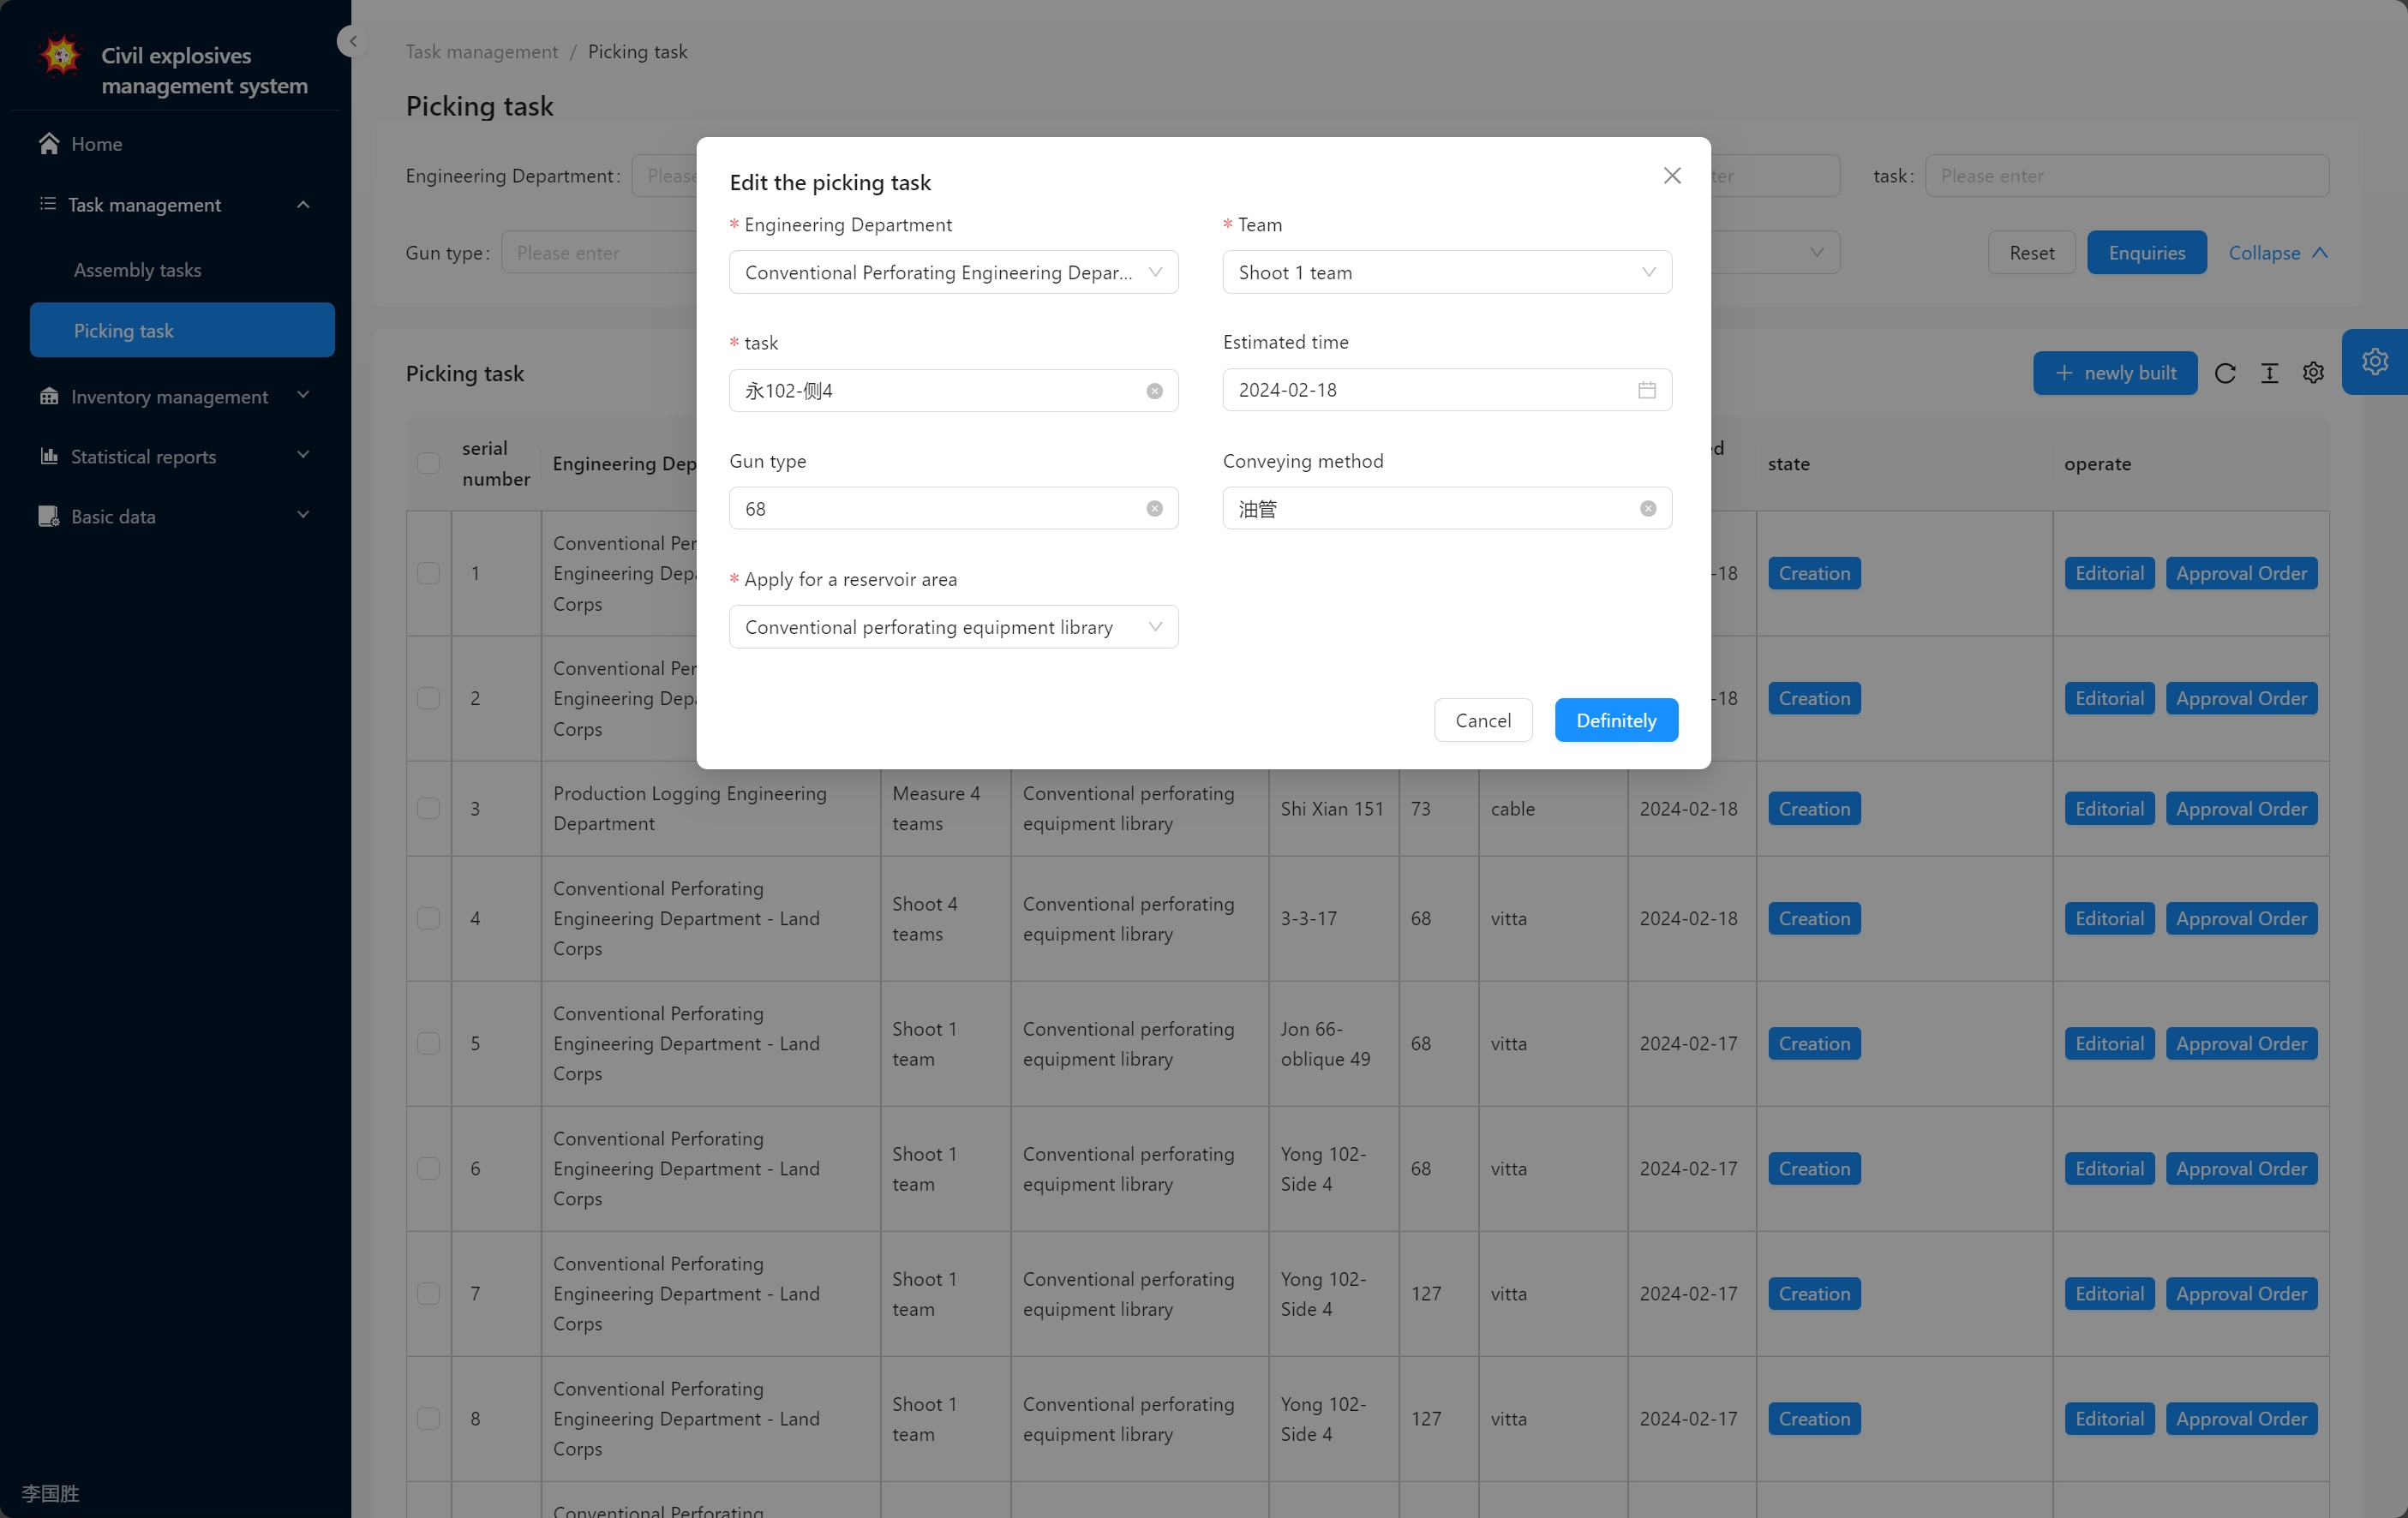 Civil explosives
management system
Home
Task management
Assembly tasks
Picking task
Inventory management
Statistical reports
Basic data
李国胜
Task management / Picking task
Picking task
Engineering Department:
task: Please enter
Gun type: Please enter
Reset Enquiries Collapse
Picking task
+ newly built
serial number Engineering Dep state operate
Edit the picking task
* Engineering Department * Team
Conventional Perforating Engineering Depar... Shoot 1 team
* task Estimated time
永102-侧4 2024-02-18
Gun type Conveying method
68 油管
* Apply for a reservoir area
Conventional perforating equipment library
Cancel Definitely
1 Conventional Per Engineering Depa Corps -18 Creation Editorial Approval Order
2 Conventional Per Engineering Depa Corps -18 Creation Editorial Approval Order
3 Production Logging Engineering Department Measure 4 teams Conventional perforating equipment library Shi Xian 151 73 cable 2024-02-18 Creation Editorial Approval Order
4 Conventional Perforating Engineering Department - Land Corps Shoot 4 teams Conventional perforating equipment library 3-3-17 68 vitta 2024-02-18 Creation Editorial Approval Order
5 Conventional Perforating Engineering Department - Land Corps Shoot 1 team Conventional perforating equipment library Jon 66-oblique 49 68 vitta 2024-02-17 Creation Editorial Approval Order
6 Conventional Perforating Engineering Department - Land Corps Shoot 1 team Conventional perforating equipment library Yong 102-Side 4 68 vitta 2024-02-17 Creation Editorial Approval Order
7 Conventional Perforating Engineering Department - Land Corps Shoot 1 team Conventional perforating equipment library Yong 102-Side 4 127 vitta 2024-02-17 Creation Editorial Approval Order
8 Conventional Perforating Engineering Department - Land Corps Shoot 1 team Conventional perforating equipment library Yong 102-Side 4 127 vitta 2024-02-17 Creation Editorial Approval Order
Conventional Perforating